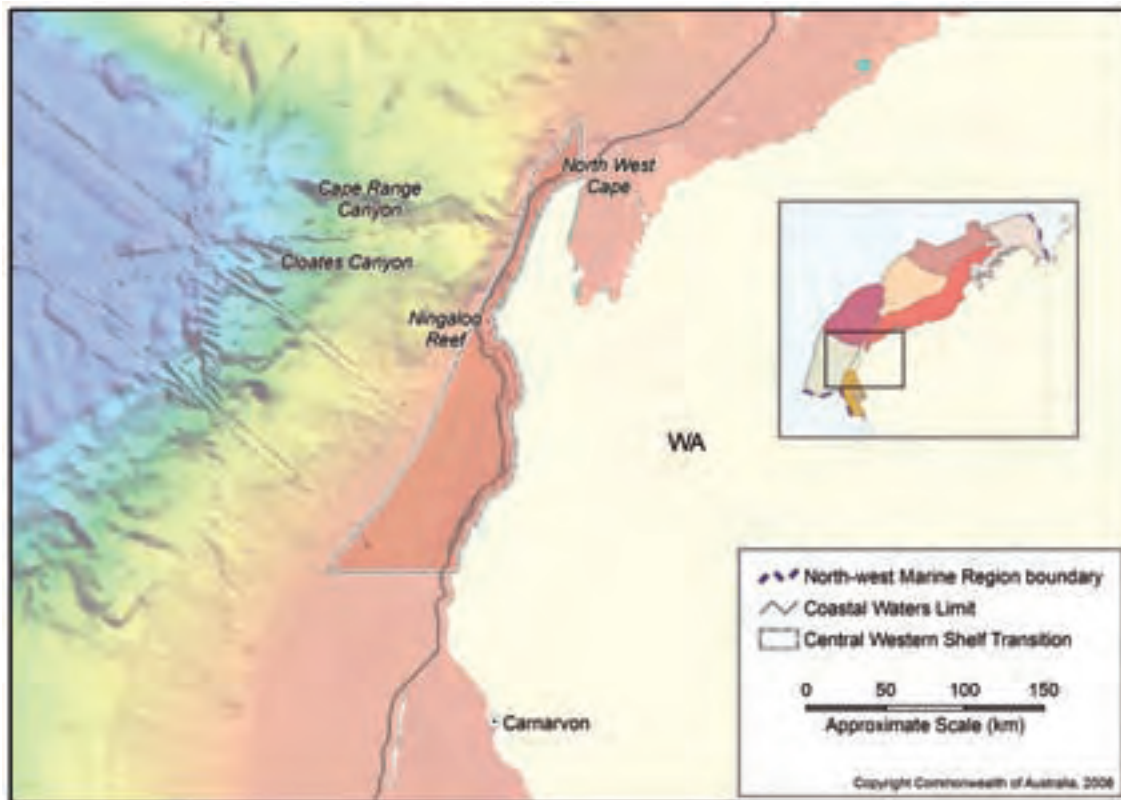 North West
Cape
Cape Range
Canyon
Cloates Canyon
Ningaloo
Reef
WA
North-west Marine Region boundary
Coastal Waters Limit
Central Western Shelf Transition
0 50 100 150
Approximate Scale (km)
Carnarvon
Copyright Commonwealth of Australia, 2008